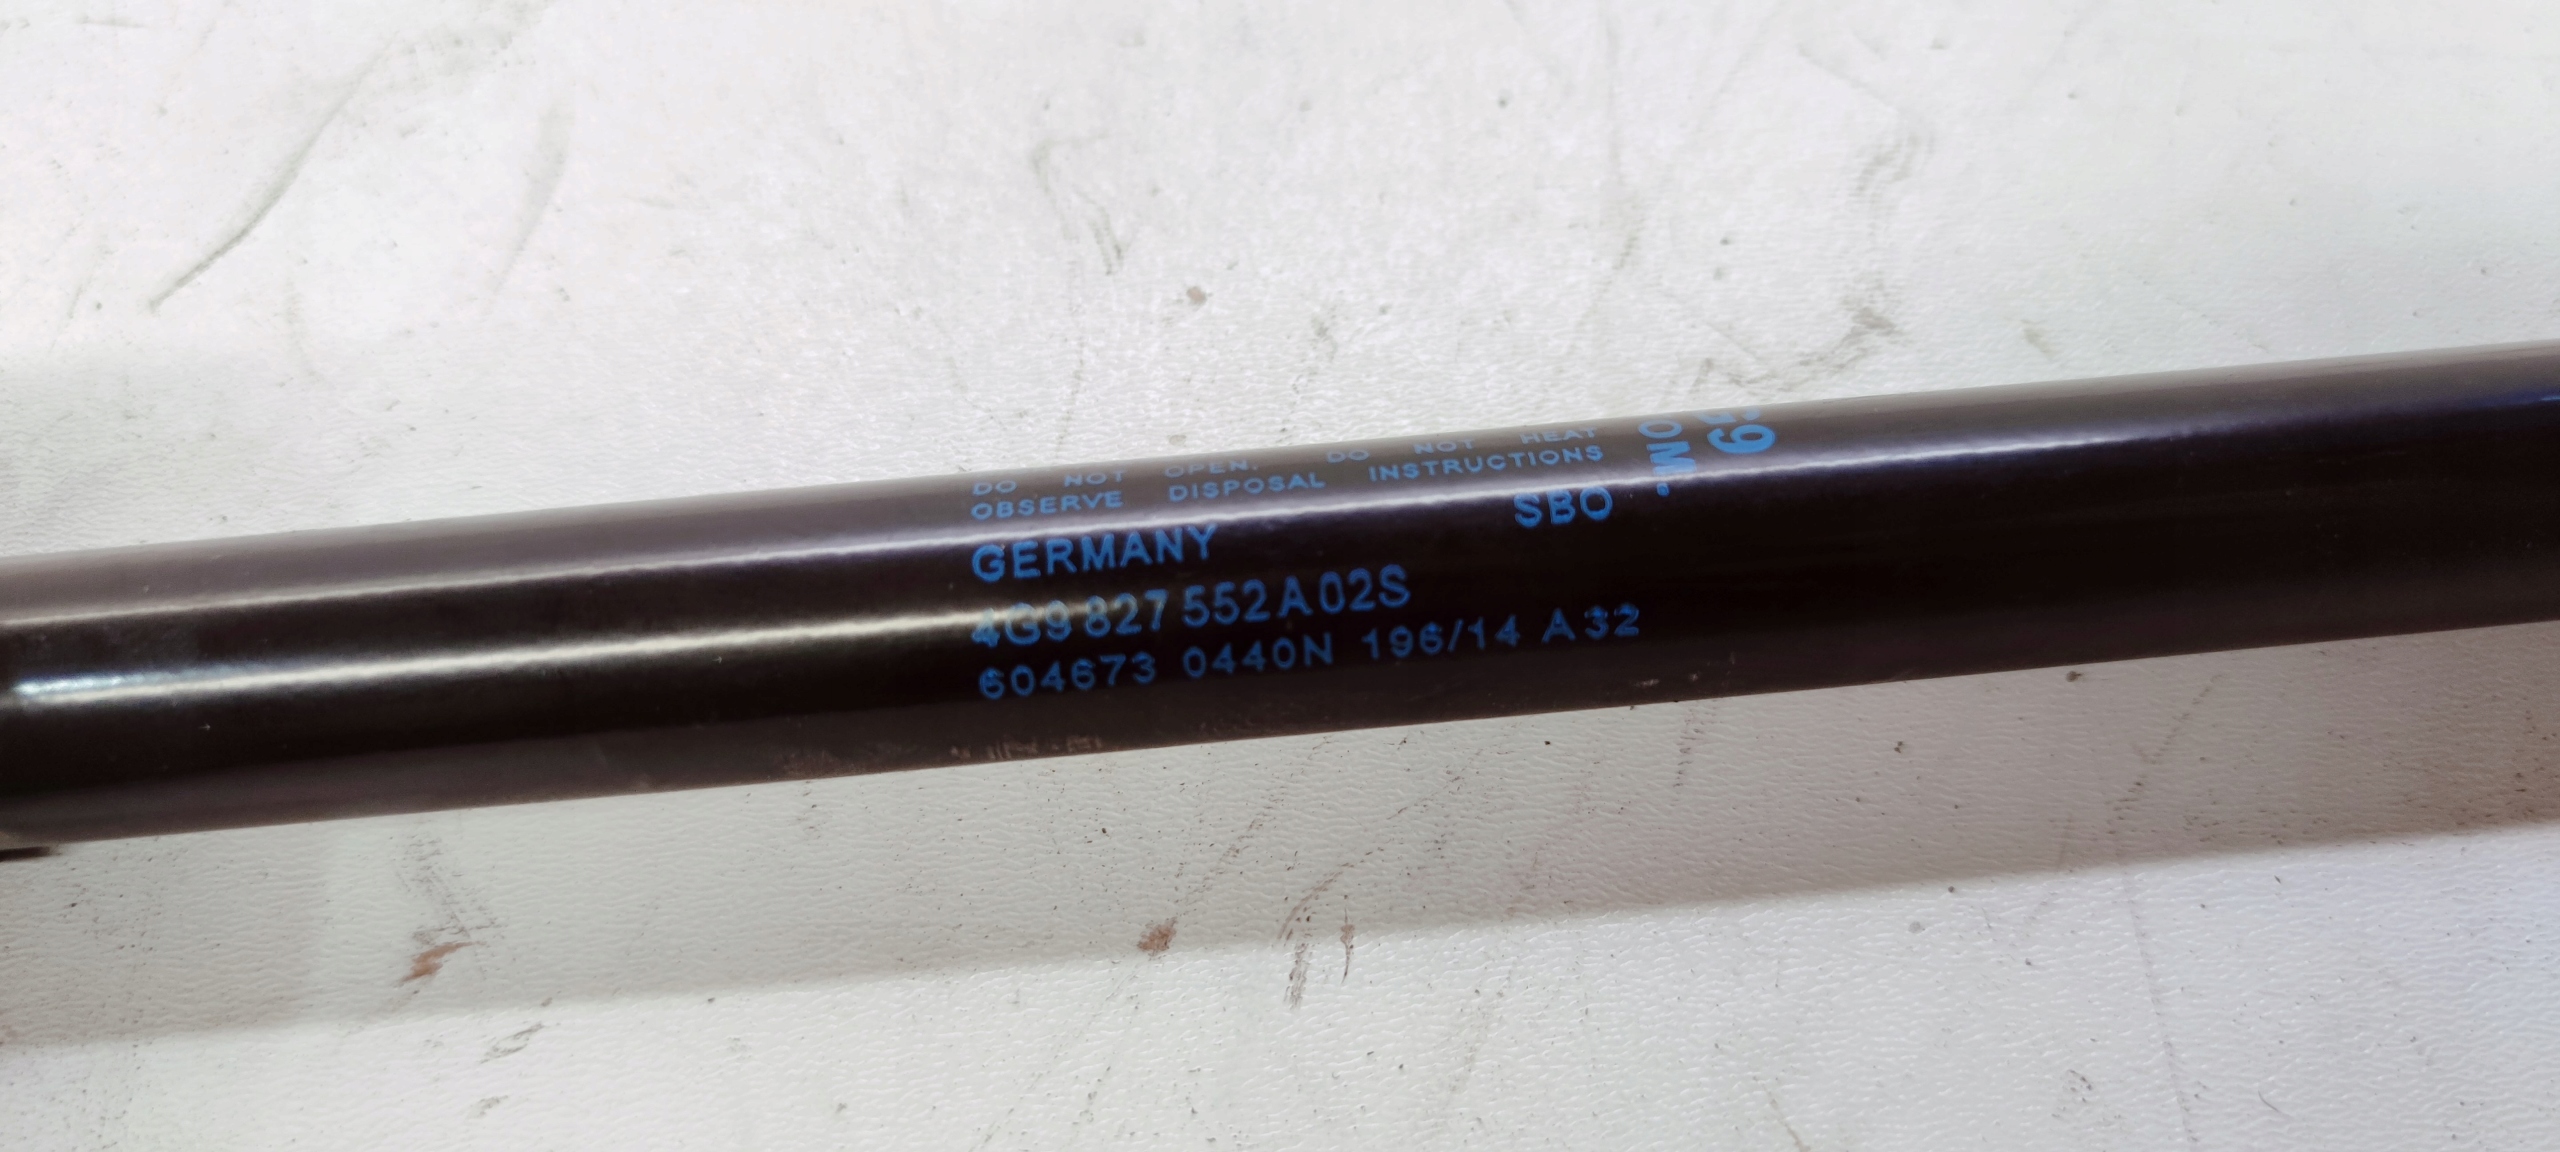 DO NOT OPEN. DO NOT HEAT
OBSERVE DISPOSAL INSTRUCTIONS
GERMANY SBO
4G9 827 552 A 02S
604673 0440N 196/14 A32